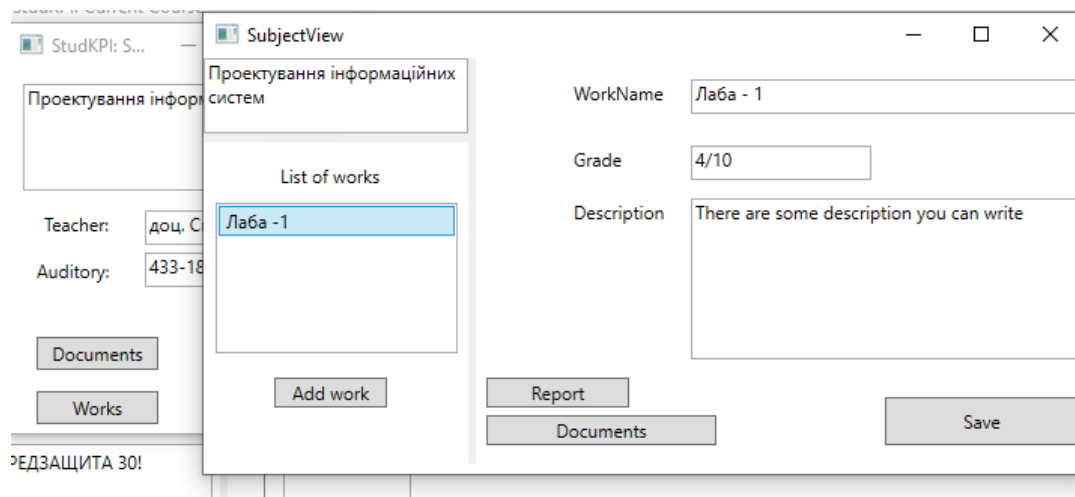 StudKPI: S...
Проектування інформ
Teacher:
доц. С
Auditory:
433-18
Documents
Works
РЕДЗАЩИТА 30!
SubjectView
Проектування інформаційних
систем
List of works
Лаба -1
Add work
WorkName
Лаба - 1
Grade
4/10
Description
There are some description you can write
Report
Documents
Save